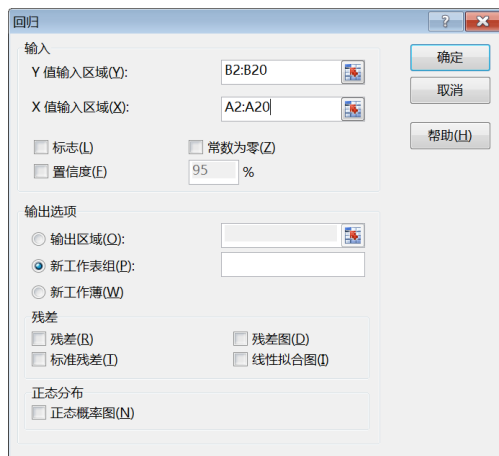 回归
输入
Y 值输入区域(Y): B2:B20
X 值输入区域(X): A2:A20
标志(L) 常数为零(Z)
置信度(F) 95 %
输出选项
输出区域(O):
新工作表组(P):
新工作薄(W)
残差
残差(R) 残差图(D)
标准残差(T) 线性拟合图(I)
正态分布
正态概率图(N)
确定
取消
帮助(H)